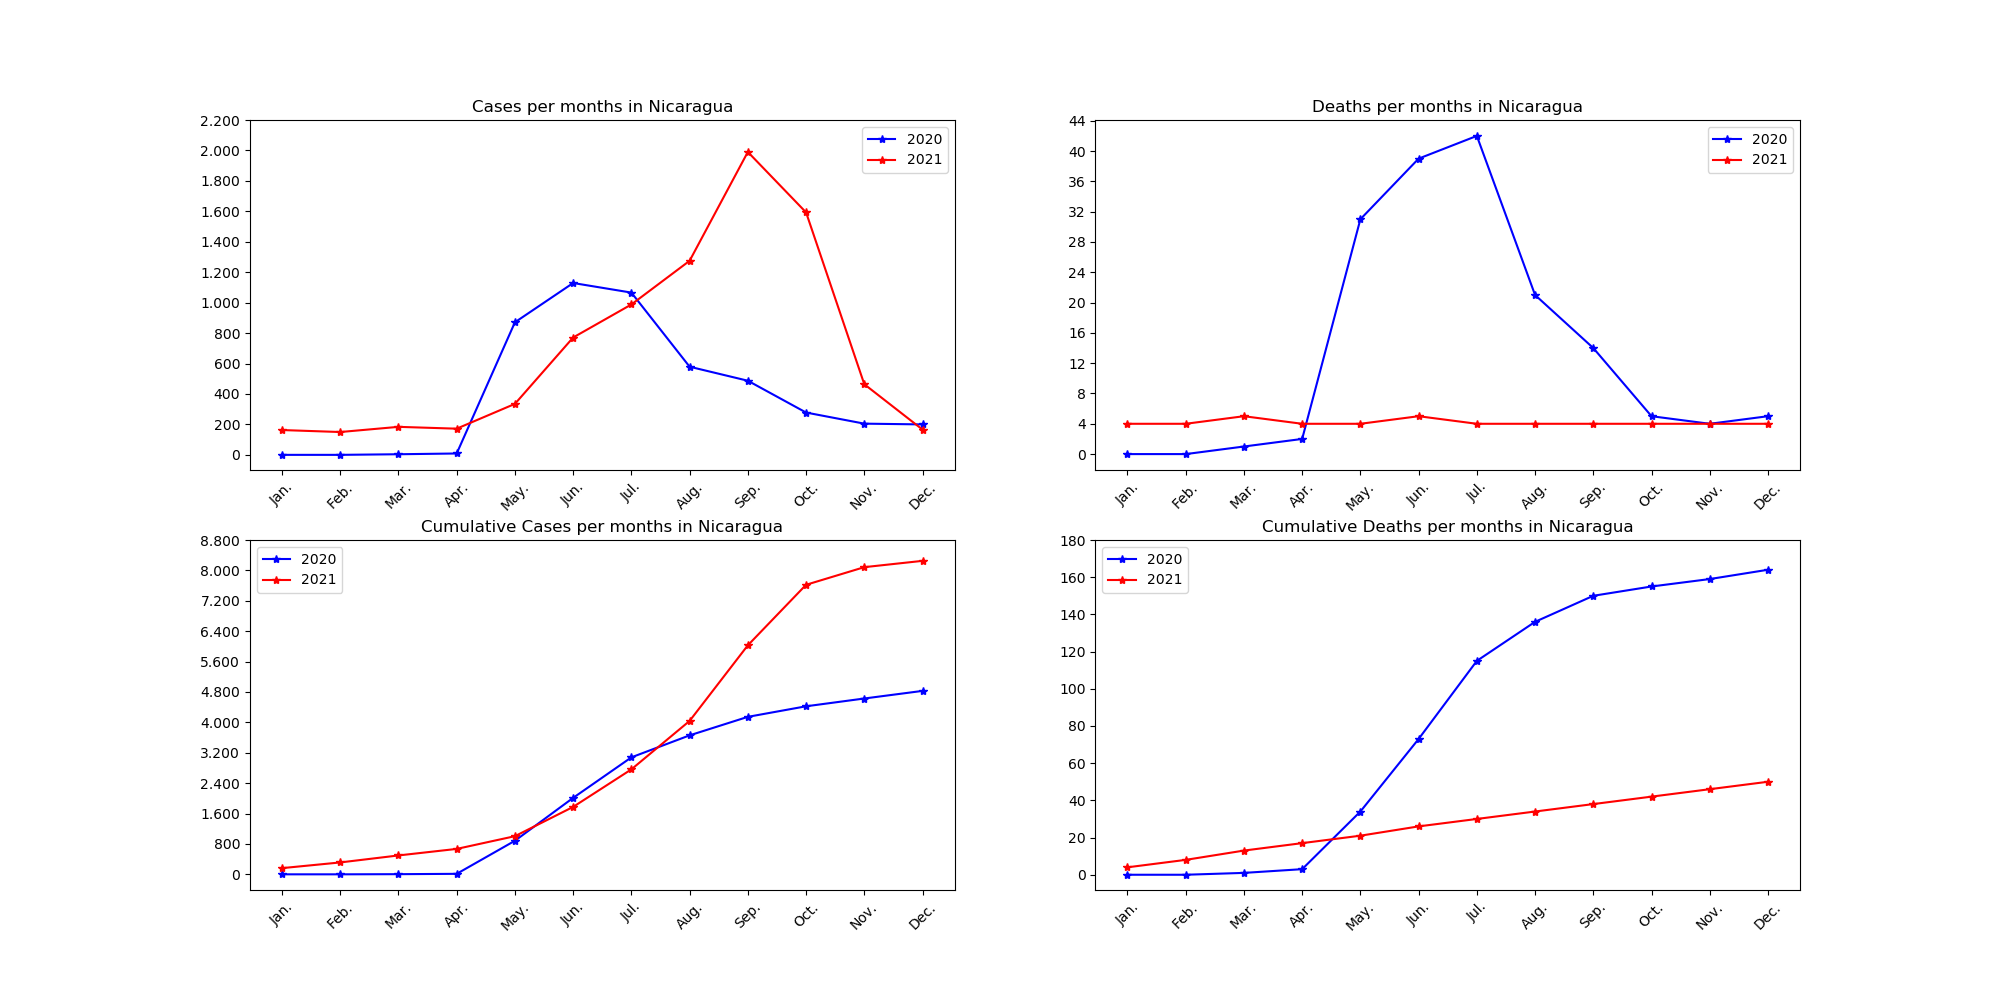 Cases per months in Nicaragua
2.200
2.000
1.800
1.600
1.400
1.200
1.000
800
600
400
200
0
2020
2021
Jan.
Feb.
Mar.
Apr.
May.
Jun.
Jul.
Aug.
Sep.
Oct.
Nov.
Dec.
Deaths per months in Nicaragua
44
40
36
32
28
24
20
16
12
8
4
0
2020
2021
Jan.
Feb.
Mar.
Apr.
May.
Jun.
Jul.
Aug.
Sep.
Oct.
Nov.
Dec.
Cumulative Cases per months in Nicaragua
8.800
8.000
7.200
6.400
5.600
4.800
4.000
3.200
2.400
1.600
800
0
2020
2021
Jan.
Feb.
Mar.
Apr.
May.
Jun.
Jul.
Aug.
Sep.
Oct.
Nov.
Dec.
Cumulative Deaths per months in Nicaragua
180
160
140
120
100
80
60
40
20
0
2020
2021
Jan.
Feb.
Mar.
Apr.
May.
Jun.
Jul.
Aug.
Sep.
Oct.
Nov.
Dec.